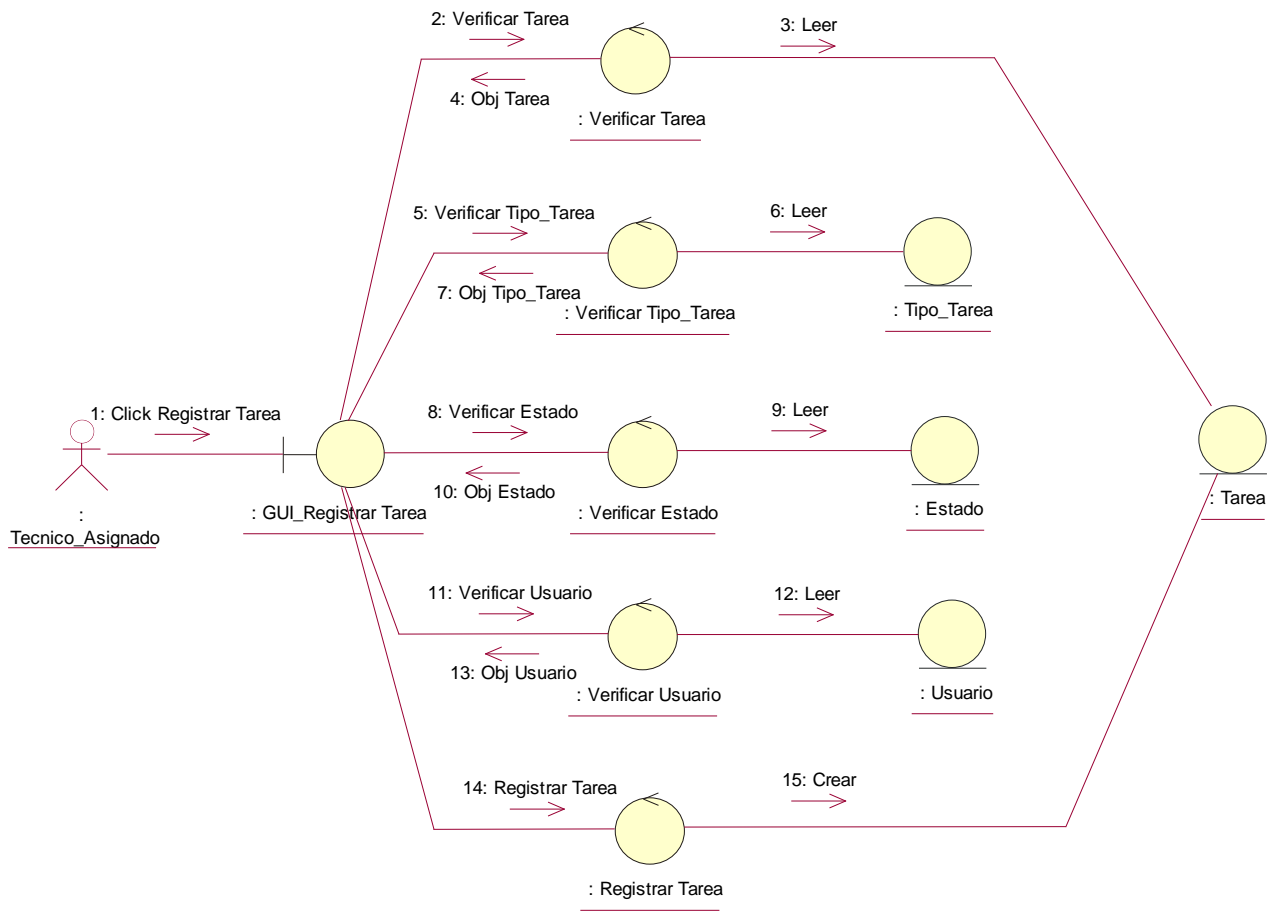 2: Verificar Tarea
3: Leer
4: Obj Tarea
: Verificar Tarea
5: Verificar Tipo_Tarea
6: Leer
7: Obj Tipo_Tarea
: Verificar Tipo_Tarea
: Tipo_Tarea
1: Click Registrar Tarea
8: Verificar Estado
9: Leer
10: Obj Estado
: Tarea
:
Tecnico_Asignado
: GUI_Registrar Tarea
: Verificar Estado
: Estado
11: Verificar Usuario
12: Leer
13: Obj Usuario
: Verificar Usuario
: Usuario
14: Registrar Tarea
15: Crear
: Registrar Tarea